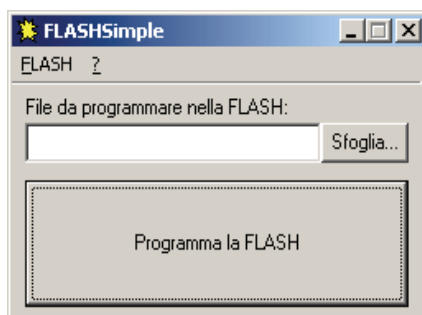 FLASHSimple
FLASH ?
File da programmare nella FLASH:
Sfoglia...
Programma la FLASH